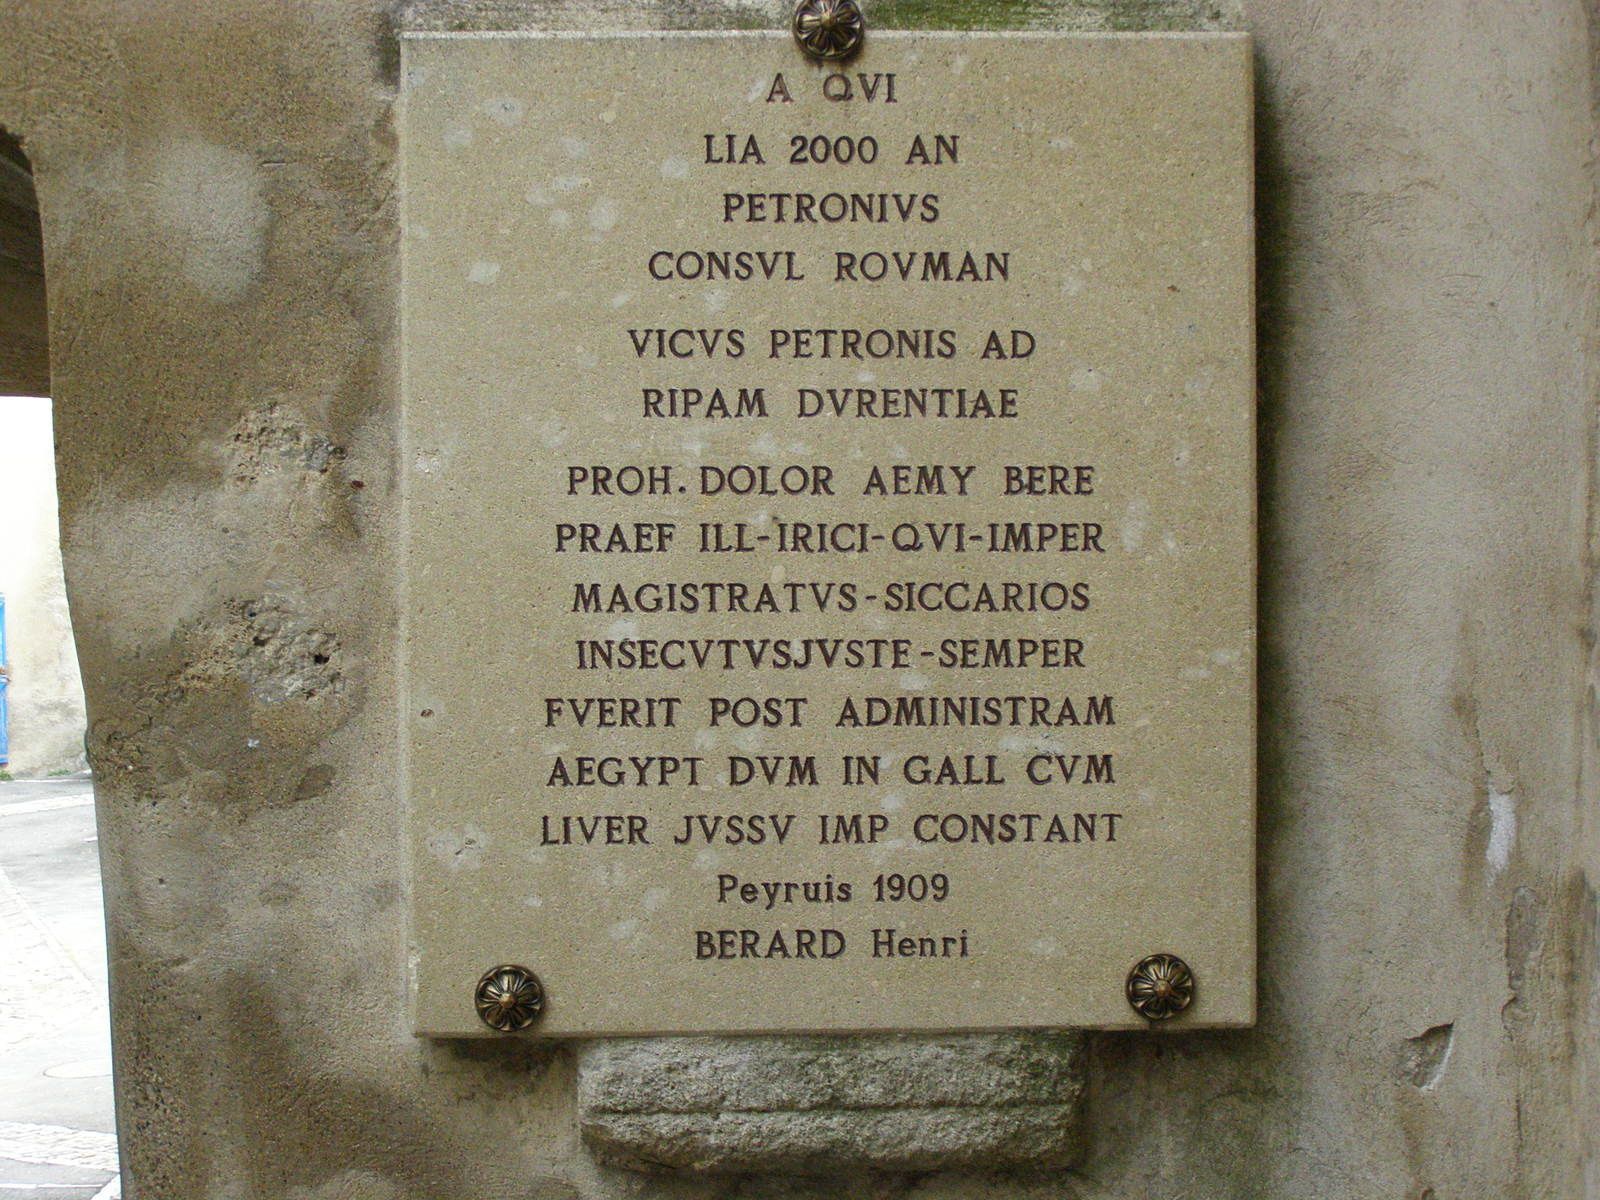 A QVI
LIA 2000 AN
PETRONIVS
CONSVL ROVMAN
VICVS PETRONIS AD
RIPAM DVRENTIAE
PROH. DOLOR AEMY BERE
PRAEF ILL-IRICI-QVI-IMPER
MAGISTRATVS-SICCARIOS
INSECVTVSJVSTE-SEMPER
FVERIT POST ADMINISTRAM
AEGYPT DVM IN GALL CVM
LIVER JVSSV IMP CONSTANT
Peyruis 1909
BERARD Henri